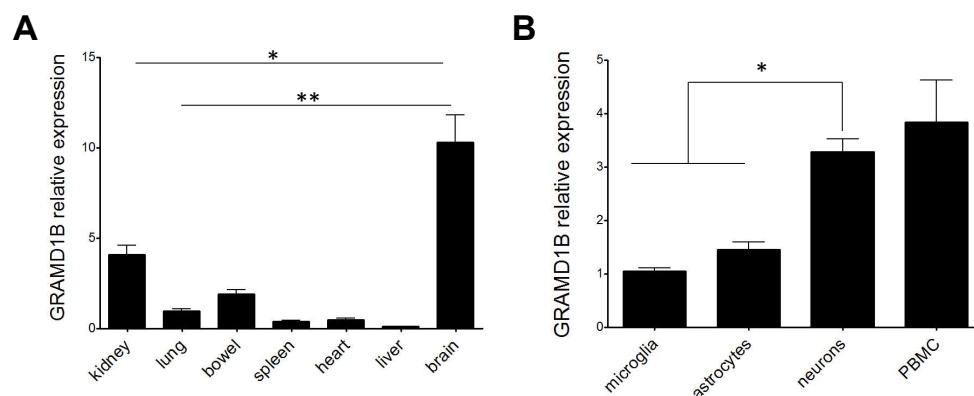 A
GRAMD1B relative expression
15
10
5
0
*
**
kidney
lung
bowel
spleen
heart
liver
brain
B
GRAMD1B relative expression
5
4
3
2
1
0
*
microglia
astrocytes
neurons
PBMC